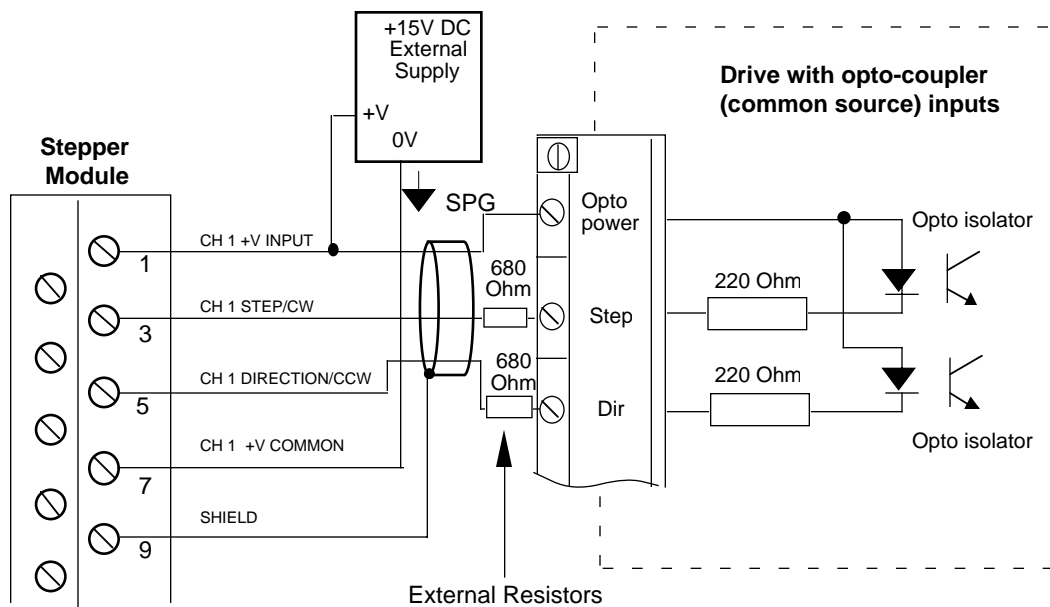 +15V DC
External
Supply
+V
0V
Drive with opto-coupler
(common source) inputs
Stepper
Module
SPG
Opto
power
Opto isolator
CH 1 +V INPUT
1
680
Ohm
220 Ohm
CH 1 STEP/CW
3
Step
680
Ohm
220 Ohm
CH 1 DIRECTION/CCW
5
Dir
Opto isolator
CH 1 +V COMMON
7
SHIELD
9
External Resistors